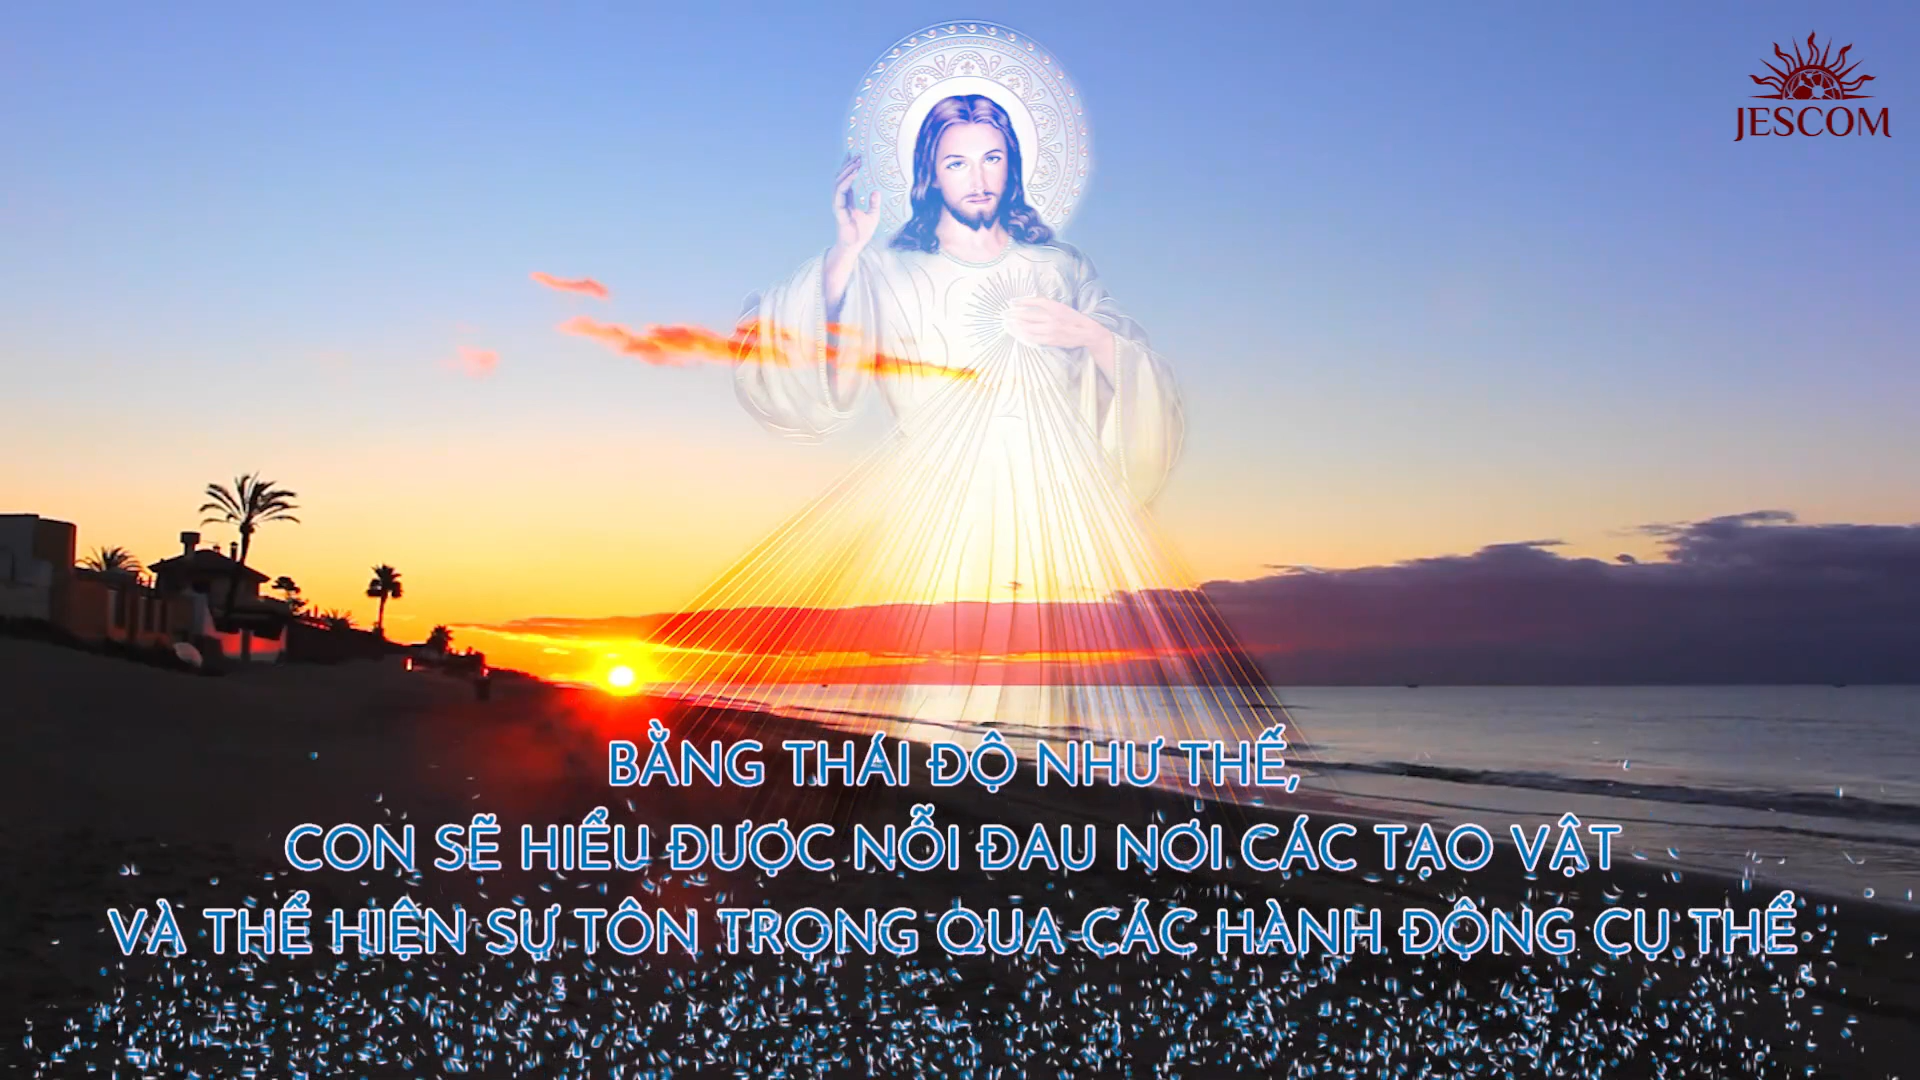 JESCOM
BẰNG THÁI ĐỘ NHƯ THẾ,
CON SẼ HIỂU ĐƯỢC NỖI ĐAU NƠI CÁC TẠO VẬT
VÀ THỂ HIỆN SỰ TÔN TRỌNG QUA CÁC HÀNH ĐỘNG CỤ THỂ